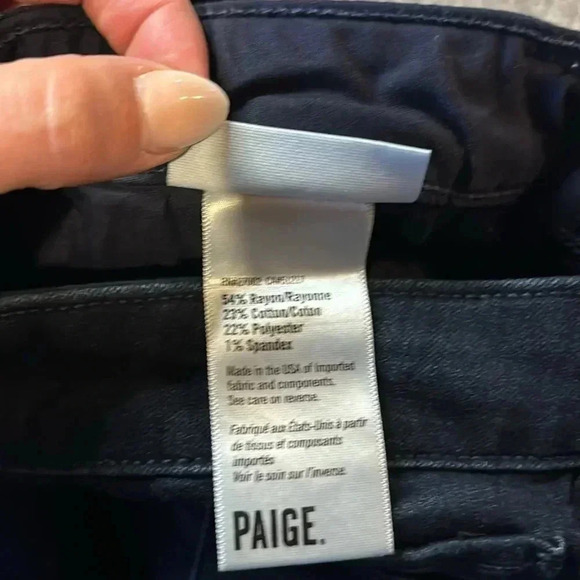 54% Rayon/Rayonne
23% Cotton/Coton
22% Polyester
1% Spandex
Made in the USA of imported
fabric and components.
See care on reverse.
Fabriqué aux États-Unis à partir
de tissus et composants
importés
Voir le soin sur l'inverse.
PAIGE.